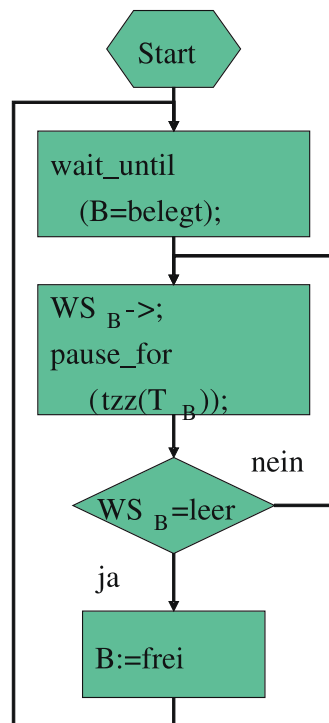 Start
wait_until
(B=belegt);
WS B->;
pause_for
(tzz(T B));
nein
WS B=leer
ja
B:=frei